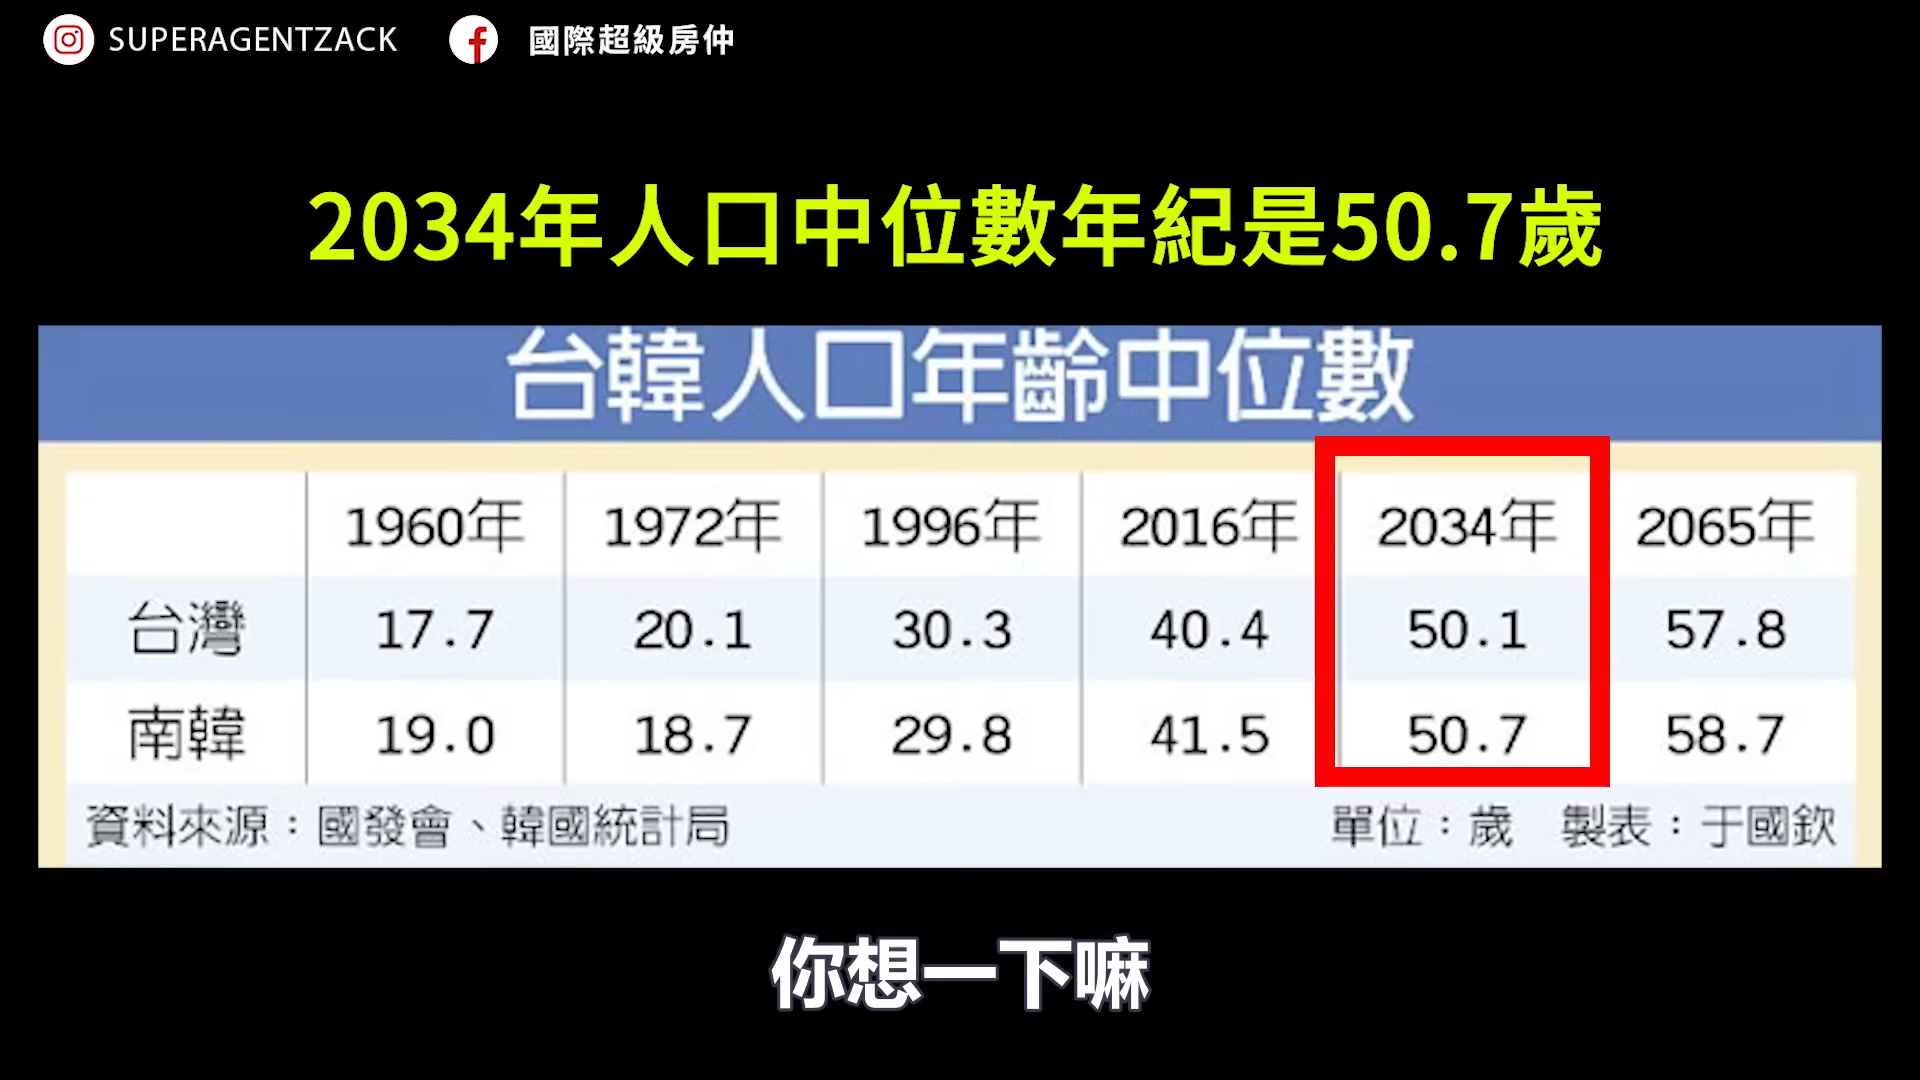 SUPERAGENTZACK 國際超級房仲
2034年人口中位數年紀是50.7歲
台韓人口年齡中位數
1960年 1972年 1996年 2016年 2034年 2065年
台灣 17.7 20.1 30.3 40.4 50.1 57.8
南韓 19.0 18.7 29.8 41.5 50.7 58.7
資料來源：國發會、韓國統計局 單位：歲 製表：于國欽
你想一下嘛